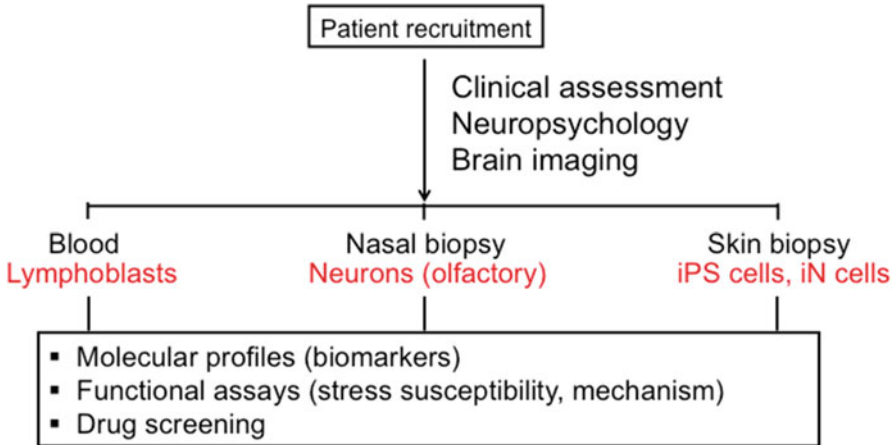 Patient recruitment
Clinical assessment
Neuropsychology
Brain imaging
Blood
Lymphoblasts
Nasal biopsy
Neurons (olfactory)
Skin biopsy
iPS cells, iN cells
▪ Molecular profiles (biomarkers)
▪ Functional assays (stress susceptibility, mechanism)
▪ Drug screening